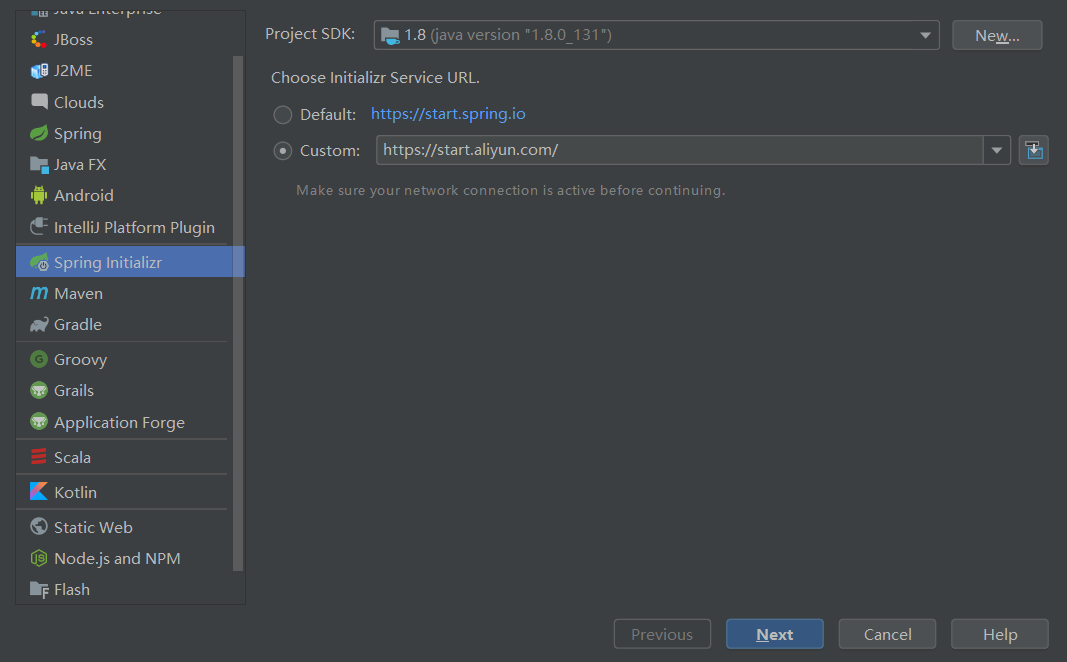 Java Enterprise
JBoss
J2ME
Clouds
Spring
Java FX
Android
IntelliJ Platform Plugin
Spring Initializr
Maven
Gradle
Groovy
Grails
Application Forge
Scala
Kotlin
Static Web
Node.js and NPM
Flash
Project SDK: 1.8 (java version "1.8.0_131") New...
Choose Initializr Service URL.
Default: https://start.spring.io
Custom: https://start.aliyun.com/
Make sure your network connection is active before continuing.
Previous Next Cancel Help